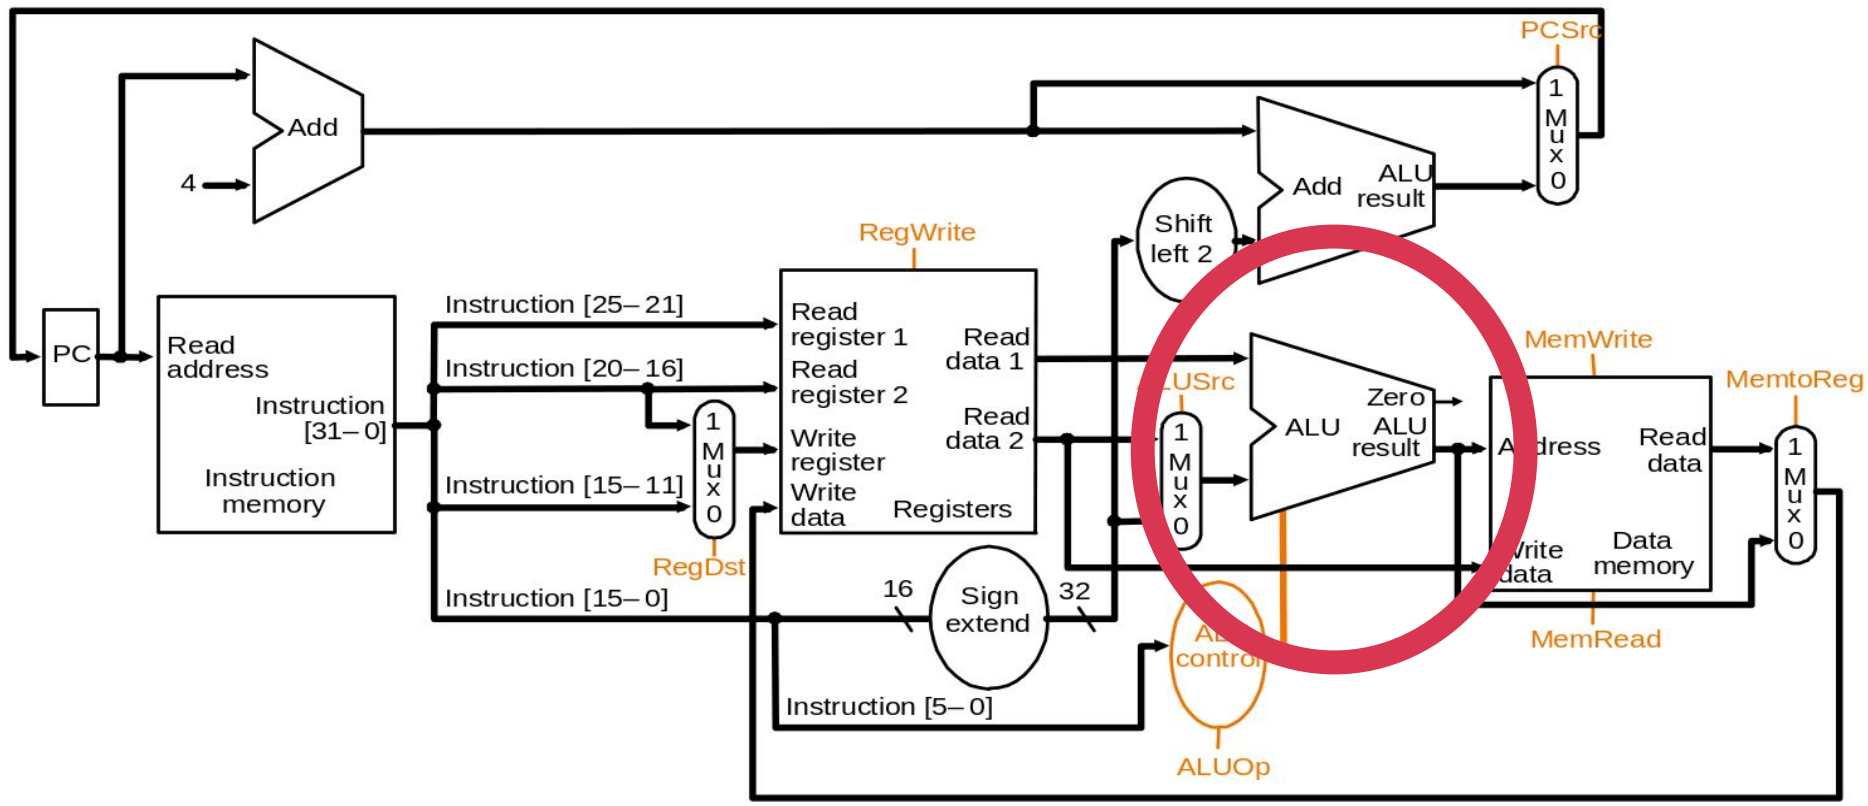 PCSrc
1
Mux
0
Add
4
Add
ALU
result
Shift
left 2
RegWrite
PC
Read
address
Instruction
[31–0]
Instruction
memory
Instruction [25–21]
Instruction [20–16]
Instruction [15–11]
Instruction [15–0]
1
Mux
0
RegDst
Read
register 1
Read
register 2
Write
register
Write
data
Read
data 1
Read
data 2
Registers
16
Sign
extend
32
Instruction [5–0]
1
Mux
0
ALU
Zero
ALU
result
control
ALUOp
MemWrite
Read
data
data
Data
memory
MemRead
MemtoReg
1
Mux
0